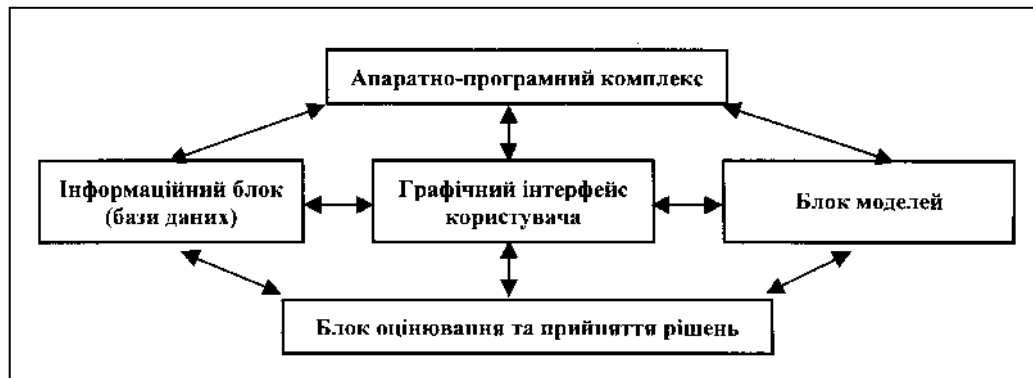 Апаратно-програмний комплекс
Інформаційний блок
(бази даних)
Графічний інтерфейс
користувача
Блок моделей
Блок оцінювання та прийняття рішень